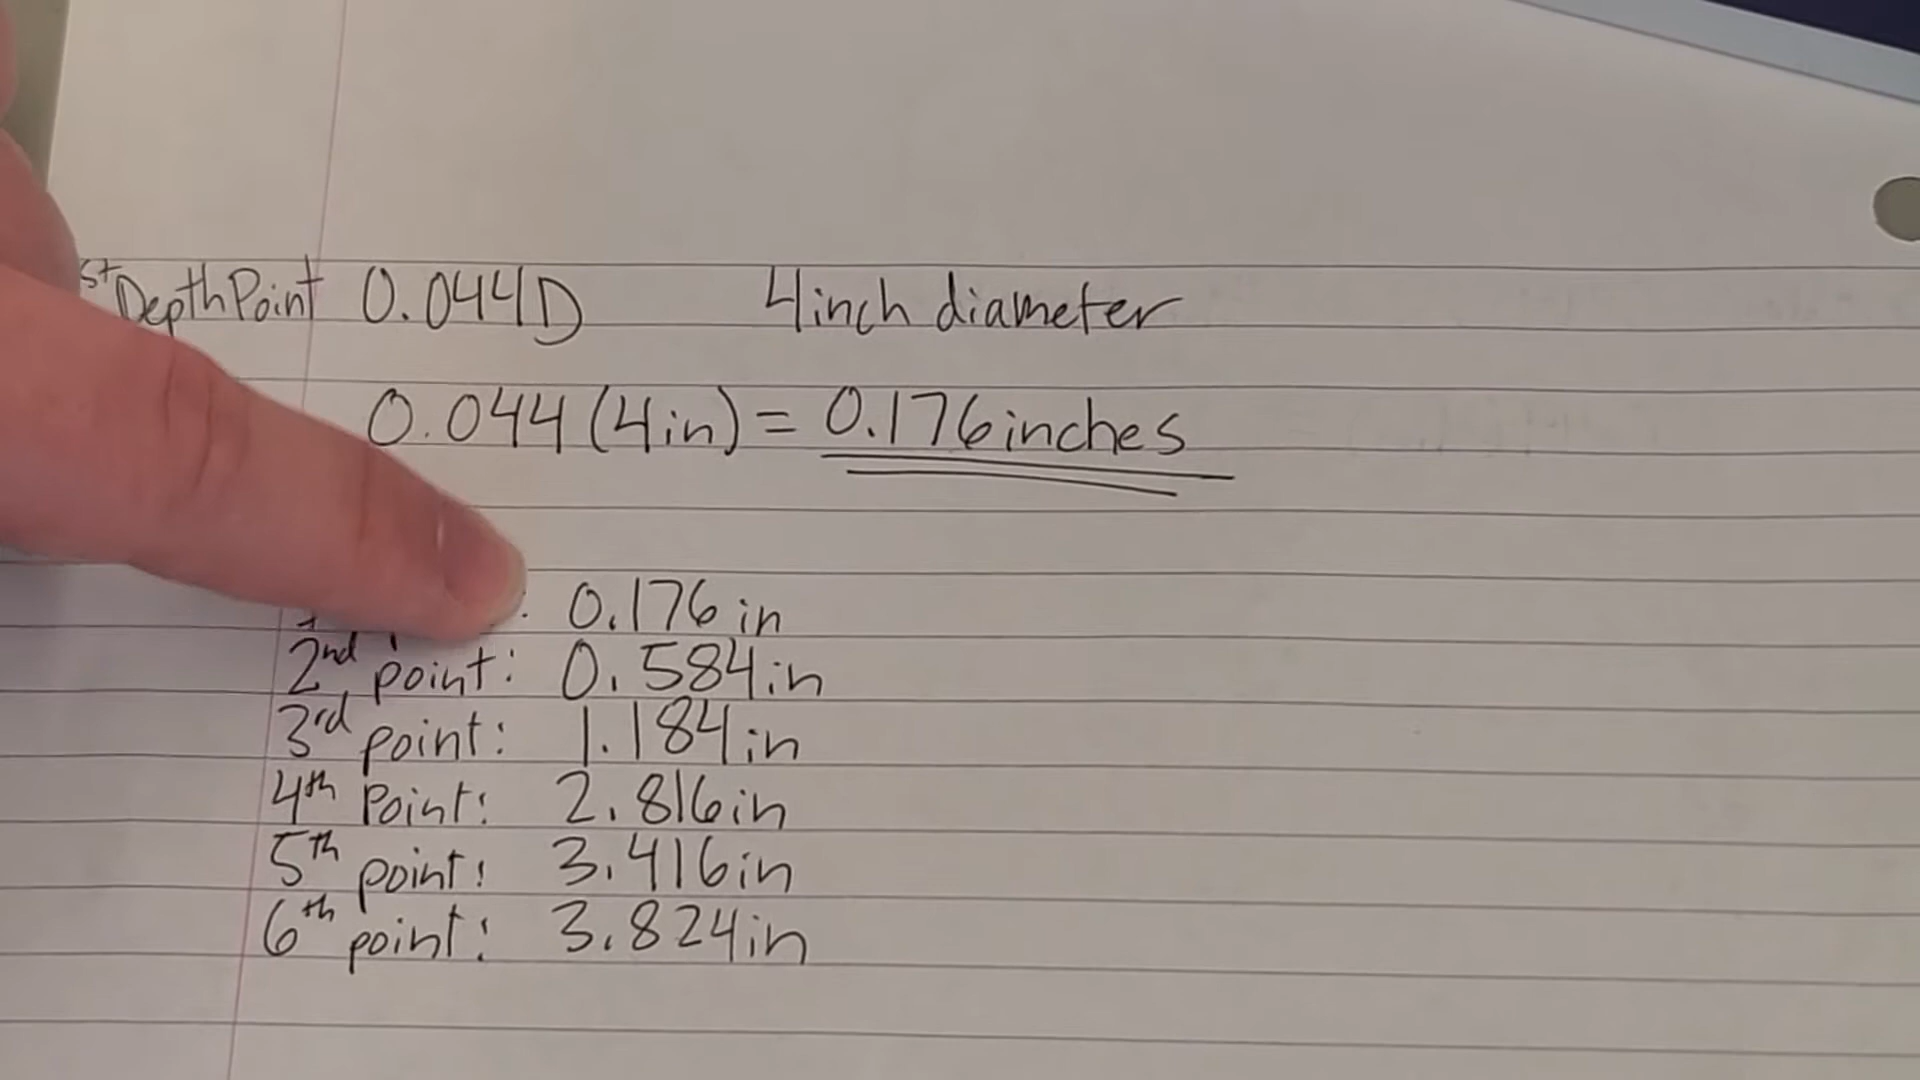 st Depth Point 0.044D 4inch diameter
0.044 (4in) = 0.176inches
: 0.176 in
2nd point: 0.584in
3rd point: 1.184in
4th Point: 2.816in
5th point: 3.416in
6th point: 3.824in